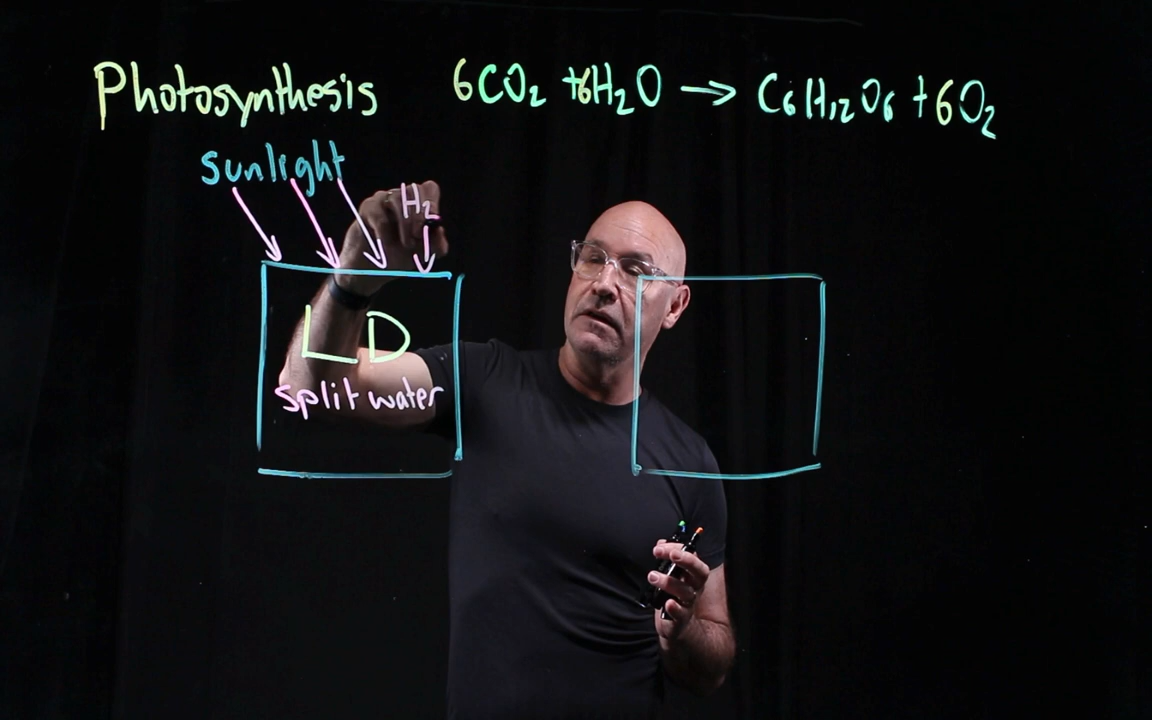 Photosynthesis 6CO₂ +6H₂O → C₆H₁₂O₆ +6O₂
sunlight
H₂
LD
split water